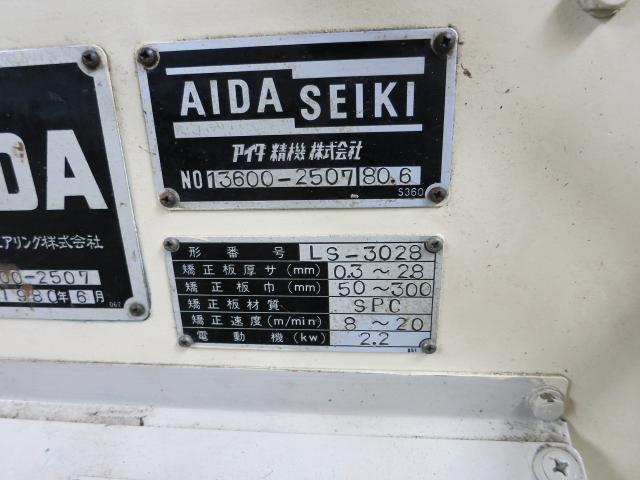 DA
アリング株式会社
00-2507
1980年6月
067
AIDA SEIKI
アイダ精機株式会社
NO 13600-2507 80.6
S360
形番号 LS-3028
矯正板厚サ(mm) 0.3~28
矯正板巾(mm) 50~300
矯正板材質 SPC
矯正速度(m/min) 8~20
電動機(kw) 2.2